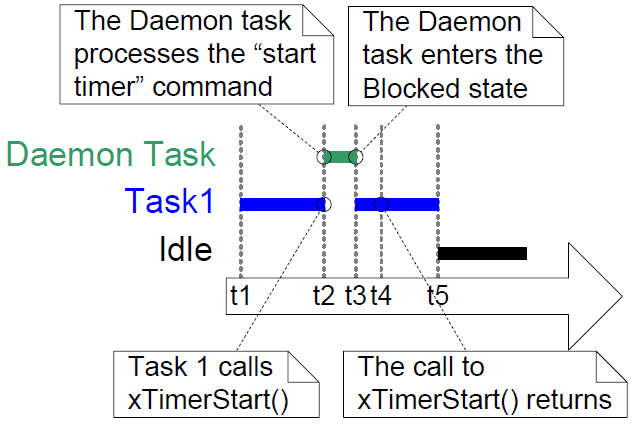 The Daemon task
processes the “start
timer” command
The Daemon
task enters the
Blocked state
Daemon Task
Task1
Idle
t1 t2 t3 t4 t5
Task 1 calls
xTimerStart()
The call to
xTimerStart() returns